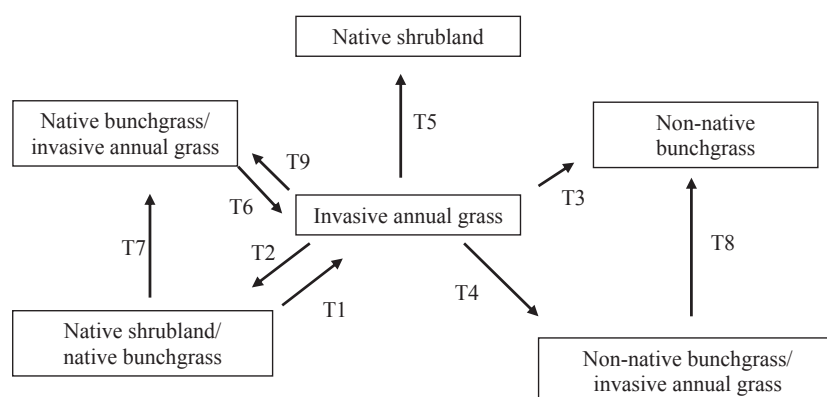 Native shrubland
Native bunchgrass/
invasive annual grass
Non-native
bunchgrass
T5
T9
T6
T3
Invasive annual grass
T7
T2
T8
T1
T4
Native shrubland/
native bunchgrass
Non-native bunchgrass/
invasive annual grass